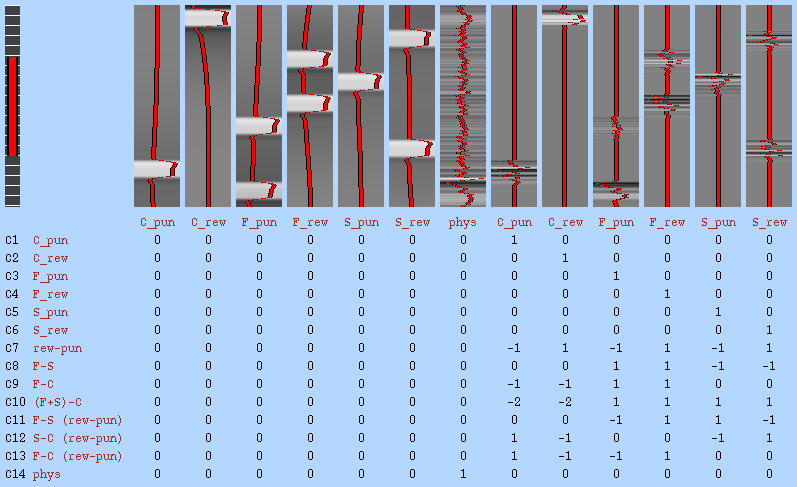 C_pun C_rew F_pun F_rew S_pun S_rew phys C_pun C_rew F_pun F_rew S_pun S_rew
C1 C_pun 0 0 0 0 0 0 0 1 0 0 0 0 0
C2 C_rew 0 0 0 0 0 0 0 0 1 0 0 0 0
C3 F_pun 0 0 0 0 0 0 0 0 0 1 0 0 0
C4 F_rew 0 0 0 0 0 0 0 0 0 0 1 0 0
C5 S_pun 0 0 0 0 0 0 0 0 0 0 0 1 0
C6 S_rew 0 0 0 0 0 0 0 0 0 0 0 0 1
C7 rew-pun 0 0 0 0 0 0 0 -1 1 -1 1 -1 1
C8 F-S 0 0 0 0 0 0 0 0 0 1 1 -1 -1
C9 F-C 0 0 0 0 0 0 0 -1 -1 1 1 0 0
C10 (F+S)-C 0 0 0 0 0 0 0 -2 -2 1 1 1 1
C11 F-S (rew-pun) 0 0 0 0 0 0 0 0 0 -1 1 1 -1
C12 S-C (rew-pun) 0 0 0 0 0 0 0 1 -1 0 0 -1 1
C13 F-C (rew-pun) 0 0 0 0 0 0 0 1 -1 -1 1 0 0
C14 phys 0 0 0 0 0 0 1 0 0 0 0 0 0